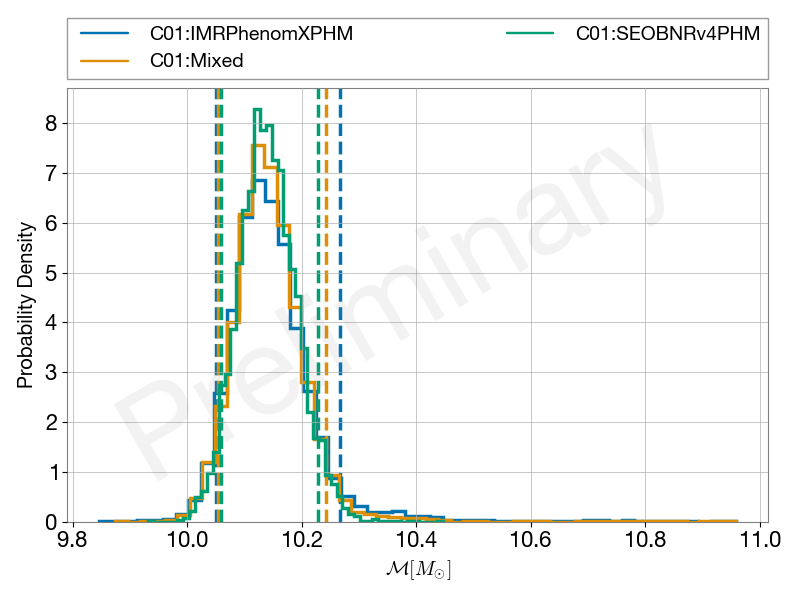 C01:IMRPhenomXPHM
C01:Mixed
C01:SEOBNRv4PHM
Preliminary
Probability Density
8
7
6
5
4
3
2
1
0
9.8 10.0 10.2 10.4 10.6 10.8 11.0
ℳ[M⊙]